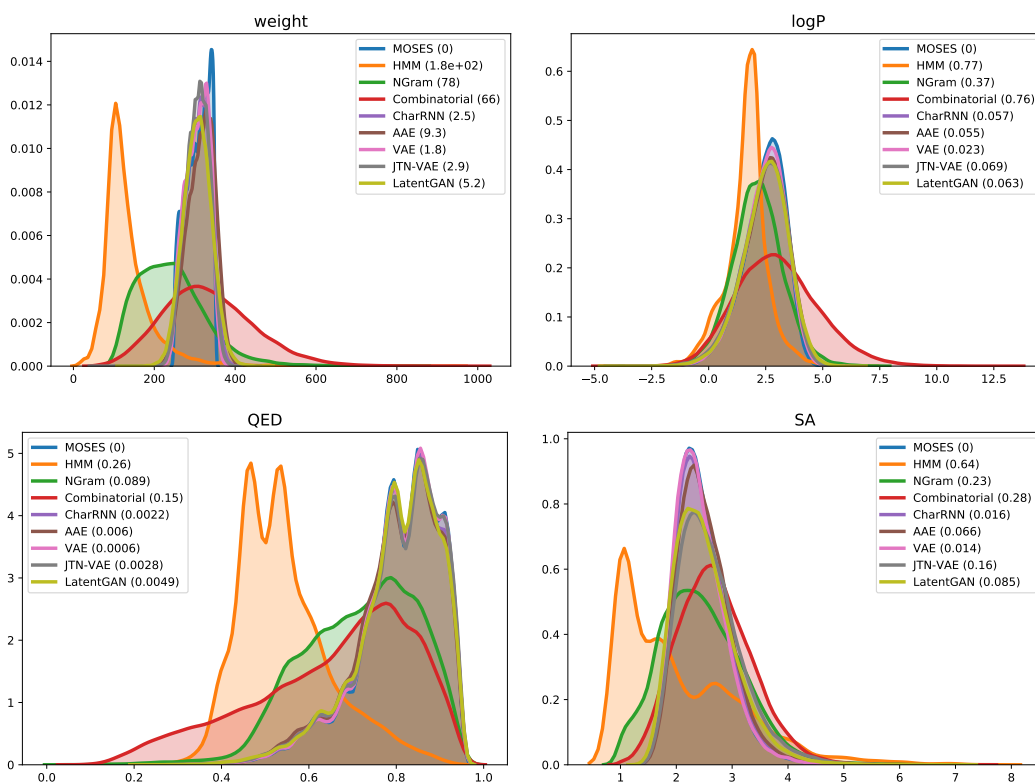 weight
0.014
0.012
0.010
0.008
0.006
0.004
0.002
0.000
0 200 400 600 800 1000
MOSES (0)
HMM (1.8e+02)
NGram (78)
Combinatorial (66)
CharRNN (2.5)
AAE (9.3)
VAE (1.8)
JTN-VAE (2.9)
LatentGAN (5.2)
logP
0.6
0.5
0.4
0.3
0.2
0.1
0.0
−5.0 −2.5 0.0 2.5 5.0 7.5 10.0 12.5
MOSES (0)
HMM (0.77)
NGram (0.37)
Combinatorial (0.76)
CharRNN (0.057)
AAE (0.055)
VAE (0.023)
JTN-VAE (0.069)
LatentGAN (0.063)
QED
5
4
3
2
1
0
0.0 0.2 0.4 0.6 0.8 1.0
MOSES (0)
HMM (0.26)
NGram (0.089)
Combinatorial (0.15)
CharRNN (0.0022)
AAE (0.006)
VAE (0.0006)
JTN-VAE (0.0028)
LatentGAN (0.0049)
SA
1.0
0.8
0.6
0.4
0.2
0.0
1 2 3 4 5 6 7 8
MOSES (0)
HMM (0.64)
NGram (0.23)
Combinatorial (0.28)
CharRNN (0.016)
AAE (0.066)
VAE (0.014)
JTN-VAE (0.16)
LatentGAN (0.085)